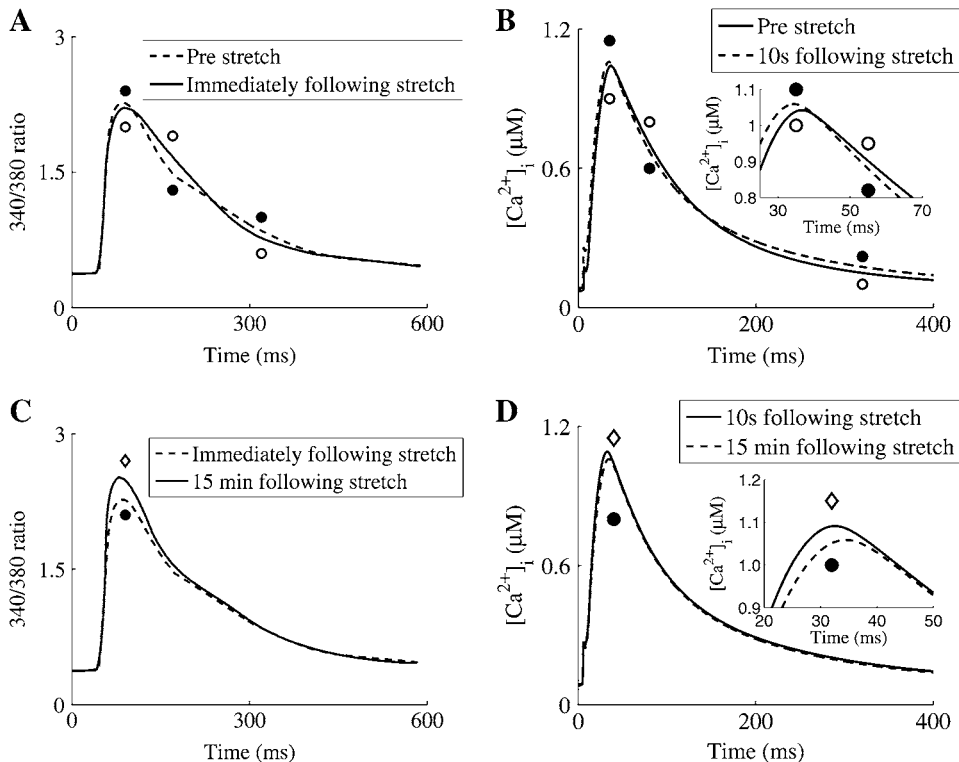 A
3
Pre stretch
Immediately following stretch
340/380 ratio
1.5
0
0
300
600
Time (ms)
B
1.2
Pre stretch
10s following stretch
[Ca2+]i (μM)
0.6
0
0
200
400
Time (ms)
1.1
1
0.9
0.8
[Ca2+]i (μM)
30
50
70
Time (ms)
C
3
Immediately following stretch
15 min following stretch
340/380 ratio
1.5
0
0
300
600
Time (ms)
D
1.2
10s following stretch
15 min following stretch
[Ca2+]i (μM)
0.6
0
0
200
400
Time (ms)
1.2
1.1
1.0
0.9
[Ca2+]i (μM)
20
30
40
50
Time (ms)